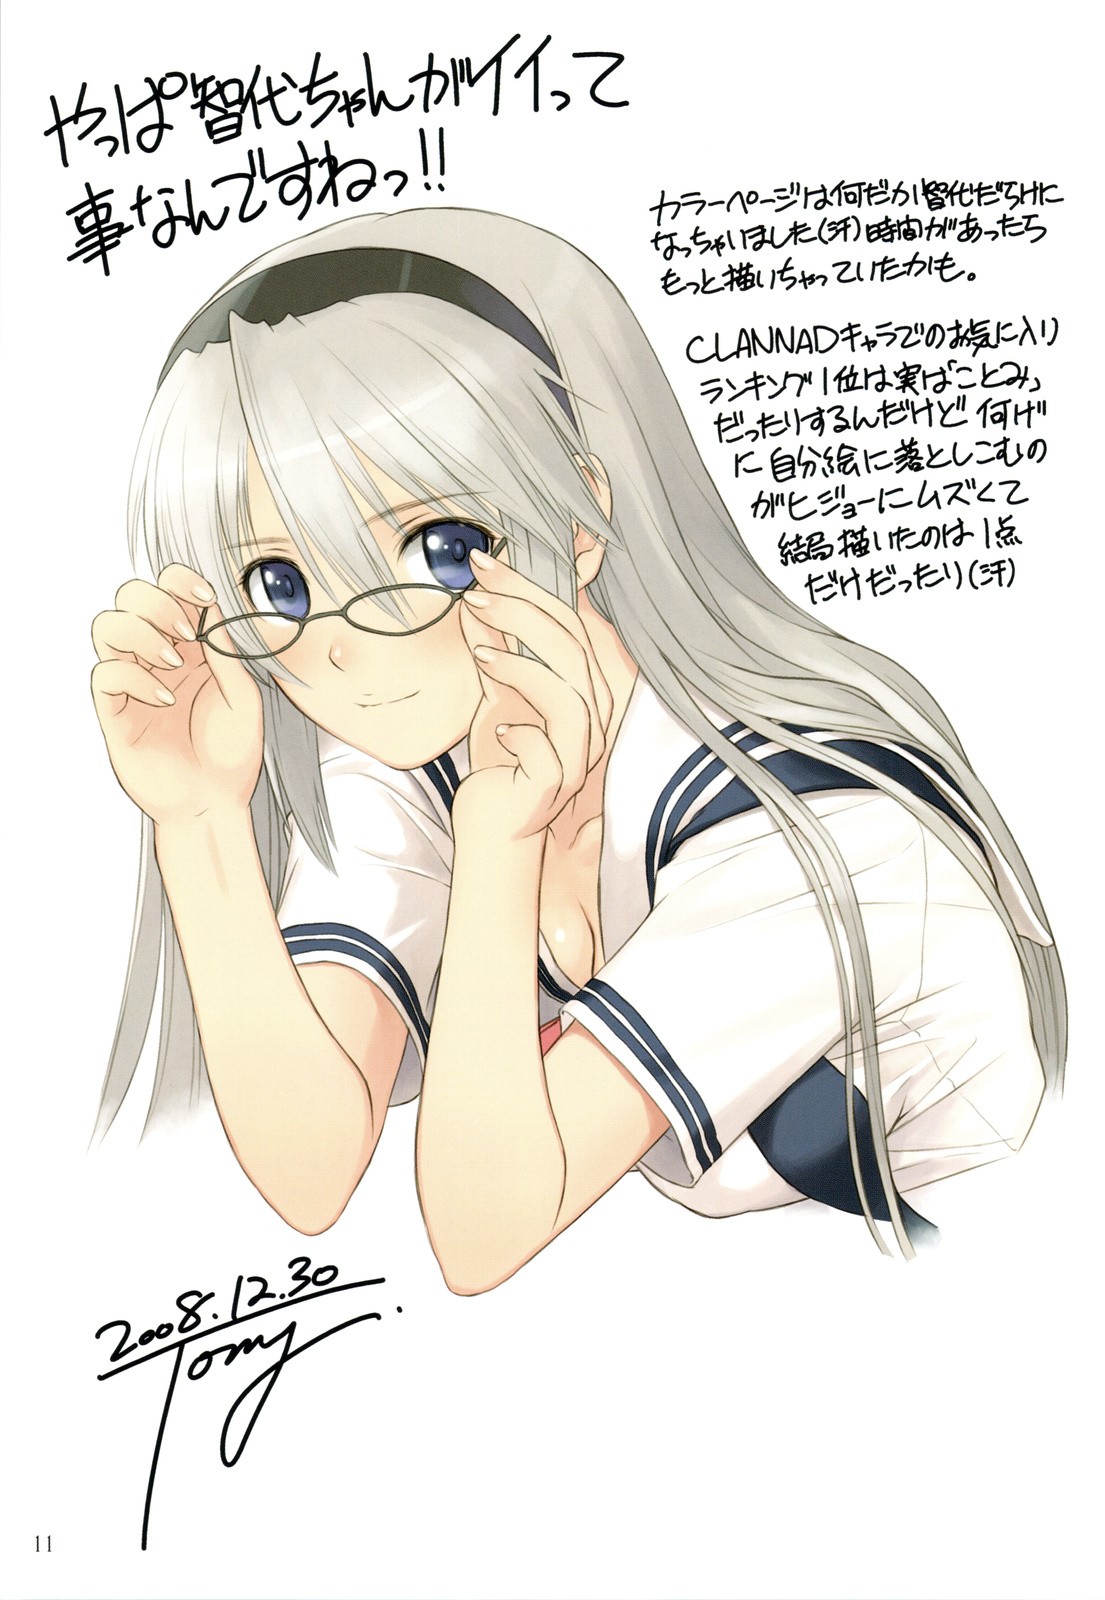 やっぱ智代ちゃんがイイって
事なんですねっ!!
カラーページは何だか智代だらけに
なっちゃいました(汗)時間があったら
もっと描いちゃっていたかも。
CLANNADキャラでのお気に入り
ランキング1位は実は「ことみ」
だったりするんだけど何げ
に自分絵に落としこむの
がヒジョーにムズくて
結局描いたのは1点
だけだったり(汗)
2008.12.30
Tony
11